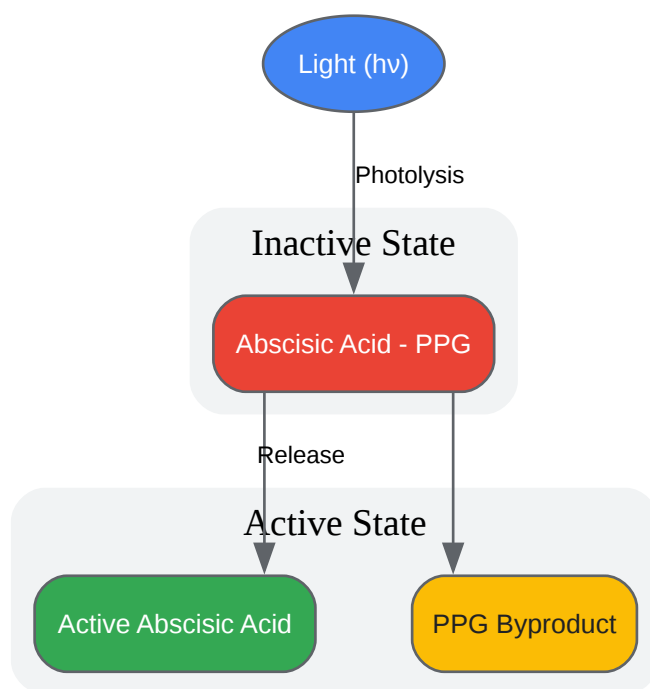 Light (hν)
Photolysis
Inactive State
Abscisic Acid - PPG
Release
Active State
Active Abscisic Acid
PPG Byproduct